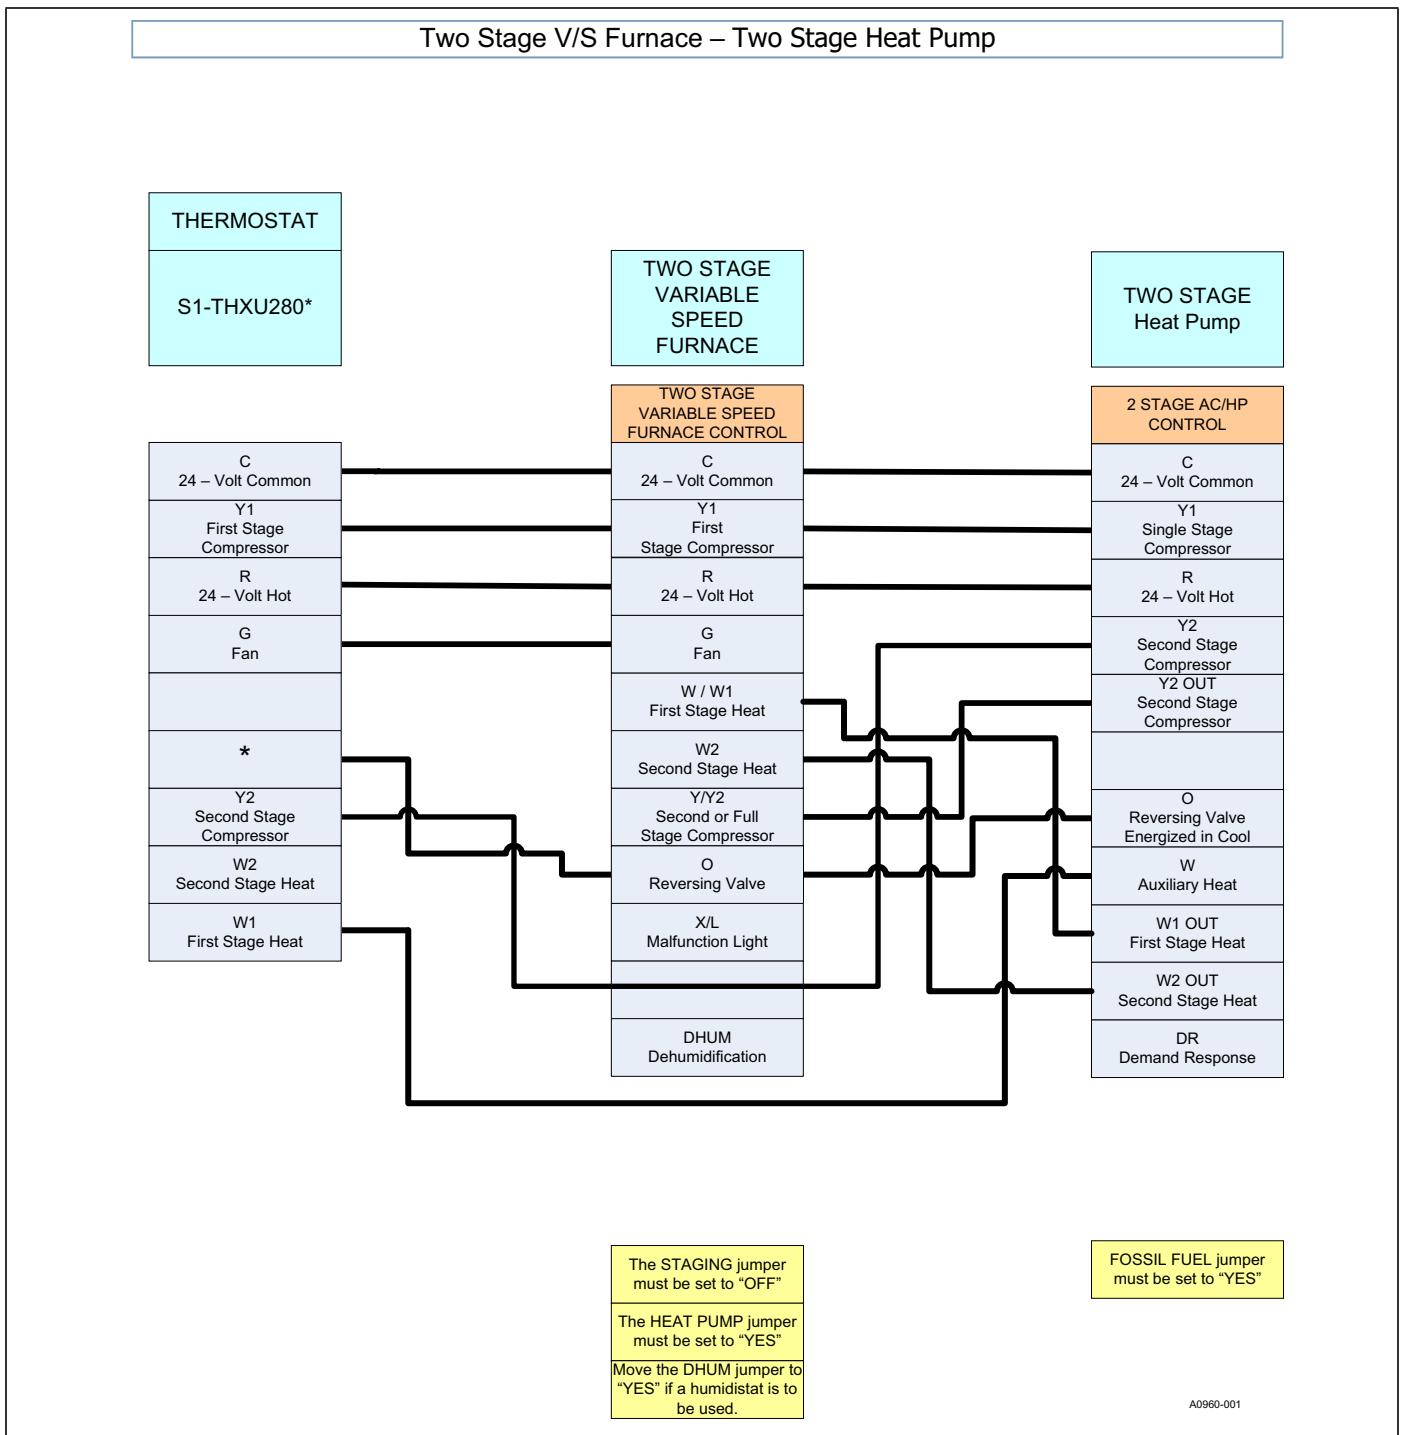 Two Stage V/S Furnace – Two Stage Heat Pump
THERMOSTAT
S1-THXU280*
C
24 – Volt Common
Y1
First Stage
Compressor
R
24 – Volt Hot
G
Fan
*
Y2
Second Stage
Compressor
W2
Second Stage Heat
W1
First Stage Heat
TWO STAGE
VARIABLE
SPEED
FURNACE
TWO STAGE
VARIABLE SPEED
FURNACE CONTROL
C
24 – Volt Common
Y1
First
Stage Compressor
R
24 – Volt Hot
G
Fan
W / W1
First Stage Heat
W2
Second Stage Heat
Y/Y2
Second or Full
Stage Compressor
O
Reversing Valve
X/L
Malfunction Light
DHUM
Dehumidification
TWO STAGE
Heat Pump
2 STAGE AC/HP
CONTROL
C
24 – Volt Common
Y1
Single Stage
Compressor
R
24 – Volt Hot
Y2
Second Stage
Compressor
Y2 OUT
Second Stage
Compressor
O
Reversing Valve
Energized in Cool
W
Auxiliary Heat
W1 OUT
First Stage Heat
W2 OUT
Second Stage Heat
DR
Demand Response
The STAGING jumper
must be set to “OFF”
The HEAT PUMP jumper
must be set to “YES”
Move the DHUM jumper to
“YES” if a humidistat is to
be used.
FOSSIL FUEL jumper
must be set to “YES”
A0960-001